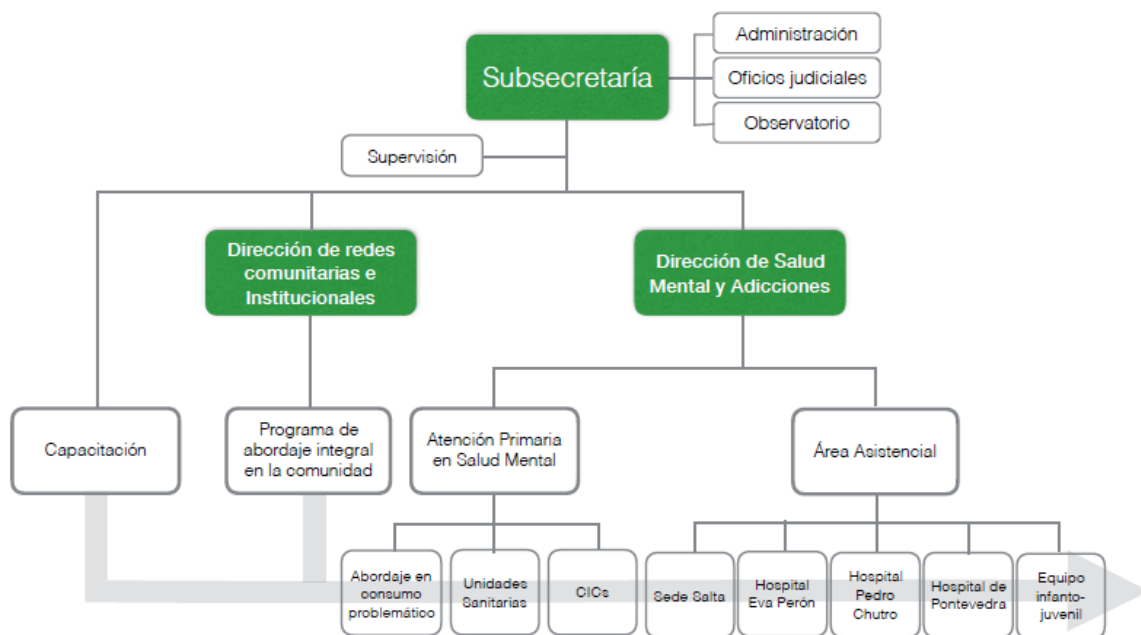 Subsecretaría
Administración
Oficios judiciales
Observatorio
Supervisión
Dirección de redes
comunitarias e
Institucionales
Dirección de Salud
Mental y Adicciones
Capacitación
Programa de
abordaje integral
en la comunidad
Atención Primaria
en Salud Mental
Área Asistencial
Abordaje en
consumo
problemático
Unidades
Sanitarias
CICs
Sede Salta
Hospital
Eva Perón
Hospital
Pedro
Chutro
Hospital de
Pontevedra
Equipo
infanto-
juvenil